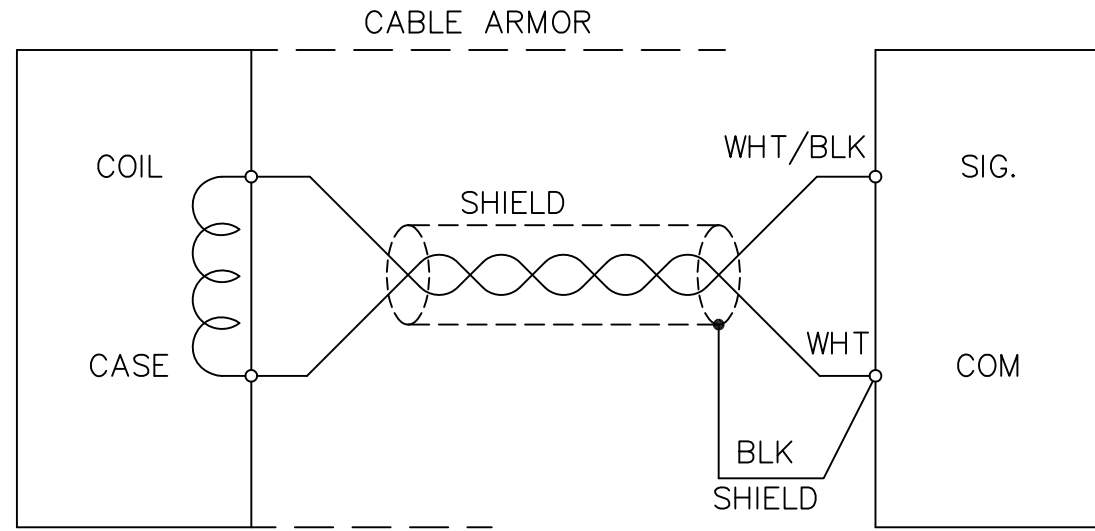 CABLE ARMOR
WHT/BLK
COIL
SIG.
SHIELD
WHT
CASE
COM
BLK
SHIELD